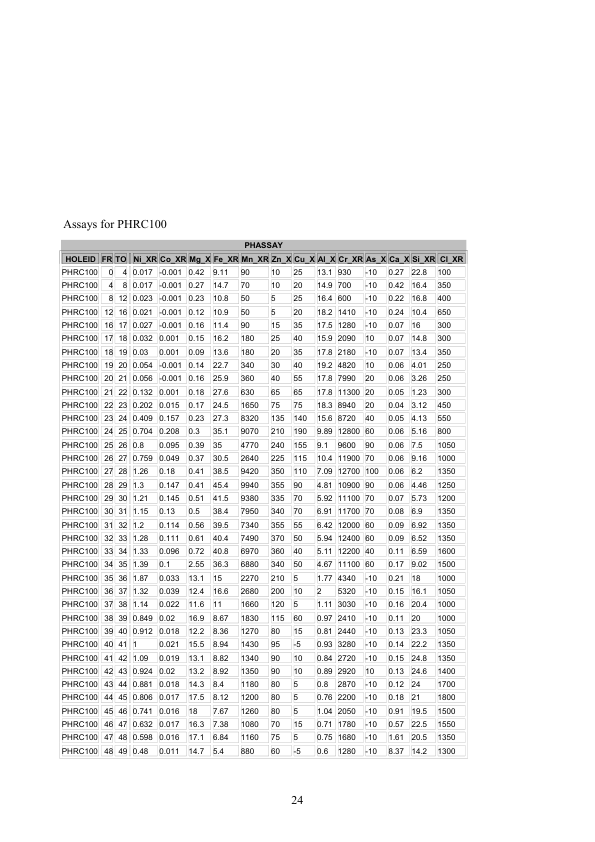 Assays for PHRC100
PHASSAY
HOLEID FR TO Ni_XR Co_XR Mg_X Fe_XR Mn_XR Zn_X Cu_X Al_X Cr_XR As_X Ca_X Si_XR Cl_XR
PHRC100 0 4 0.017 -0.001 0.42 9.11 90 10 25 13.1 930 -10 0.27 22.8 100
PHRC100 4 8 0.017 -0.001 0.27 14.7 70 10 20 14.9 700 -10 0.42 16.4 350
PHRC100 8 12 0.023 -0.001 0.23 10.8 50 5 25 16.4 600 -10 0.22 16.8 400
PHRC100 12 16 0.021 -0.001 0.12 10.9 50 5 20 18.2 1410 -10 0.24 10.4 650
PHRC100 16 17 0.027 -0.001 0.16 11.4 90 15 35 17.5 1280 -10 0.07 16 300
PHRC100 17 18 0.032 0.001 0.15 16.2 180 25 40 15.9 2090 10 0.07 14.8 300
PHRC100 18 19 0.03 0.001 0.09 13.6 180 20 35 17.8 2180 -10 0.07 13.4 350
PHRC100 19 20 0.054 -0.001 0.14 22.7 340 30 40 19.2 4820 10 0.06 4.01 250
PHRC100 20 21 0.056 -0.001 0.16 25.9 360 40 55 17.8 7990 20 0.06 3.26 250
PHRC100 21 22 0.132 0.001 0.18 27.6 630 65 65 17.8 11300 20 0.05 1.23 300
PHRC100 22 23 0.202 0.015 0.17 24.5 1650 75 75 18.3 8940 20 0.04 3.12 450
PHRC100 23 24 0.409 0.157 0.23 27.3 8320 135 140 15.6 8720 40 0.05 4.13 550
PHRC100 24 25 0.704 0.208 0.3 35.1 9070 210 190 9.89 12800 60 0.06 5.16 800
PHRC100 25 26 0.8 0.095 0.39 35 4770 240 155 9.1 9600 90 0.06 7.5 1050
PHRC100 26 27 0.759 0.049 0.37 30.5 2640 225 115 10.4 11900 70 0.06 9.16 1000
PHRC100 27 28 1.26 0.18 0.41 38.5 9420 350 110 7.09 12700 100 0.06 6.2 1350
PHRC100 28 29 1.3 0.147 0.41 45.4 9940 355 90 4.81 10900 90 0.06 4.46 1250
PHRC100 29 30 1.21 0.145 0.51 41.5 9380 335 70 5.92 11100 70 0.07 5.73 1200
PHRC100 30 31 1.15 0.13 0.5 38.4 7950 340 70 6.91 11700 70 0.08 6.9 1350
PHRC100 31 32 1.2 0.114 0.56 39.5 7340 355 55 6.42 12000 60 0.09 6.92 1350
PHRC100 32 33 1.28 0.111 0.61 40.4 7490 370 50 5.94 12400 60 0.09 6.52 1350
PHRC100 33 34 1.33 0.096 0.72 40.8 6970 360 40 5.11 12200 40 0.11 6.59 1600
PHRC100 34 35 1.39 0.1 2.55 36.3 6880 340 50 4.67 11100 60 0.17 9.02 1500
PHRC100 35 36 1.87 0.033 13.1 15 2270 210 5 1.77 4340 -10 0.21 18 1000
PHRC100 36 37 1.32 0.039 12.4 16.6 2680 200 10 2 5320 -10 0.15 16.1 1050
PHRC100 37 38 1.14 0.022 11.6 11 1660 120 5 1.11 3030 -10 0.16 20.4 1000
PHRC100 38 39 0.849 0.02 16.9 8.67 1830 115 60 0.97 2410 -10 0.11 20 1000
PHRC100 39 40 0.912 0.018 12.2 8.36 1270 80 15 0.81 2440 -10 0.13 23.3 1050
PHRC100 40 41 1 0.021 15.5 8.94 1430 95 -5 0.93 3280 -10 0.14 22.2 1350
PHRC100 41 42 1.09 0.019 13.1 8.82 1340 90 10 0.84 2720 -10 0.15 24.8 1350
PHRC100 42 43 0.924 0.02 13.2 8.92 1350 90 10 0.89 2920 10 0.13 24.6 1400
PHRC100 43 44 0.881 0.018 14.3 8.4 1180 80 5 0.8 2870 -10 0.12 24 1700
PHRC100 44 45 0.806 0.017 17.5 8.12 1200 80 5 0.76 2200 -10 0.18 21 1800
PHRC100 45 46 0.741 0.016 18 7.67 1260 80 5 1.04 2050 -10 0.91 19.5 1500
PHRC100 46 47 0.632 0.017 16.3 7.38 1080 70 15 0.71 1780 -10 0.57 22.5 1550
PHRC100 47 48 0.598 0.016 17.1 6.84 1160 75 5 0.75 1680 -10 1.61 20.5 1350
PHRC100 48 49 0.48 0.011 14.7 5.4 880 60 -5 0.6 1280 -10 8.37 14.2 1300
24